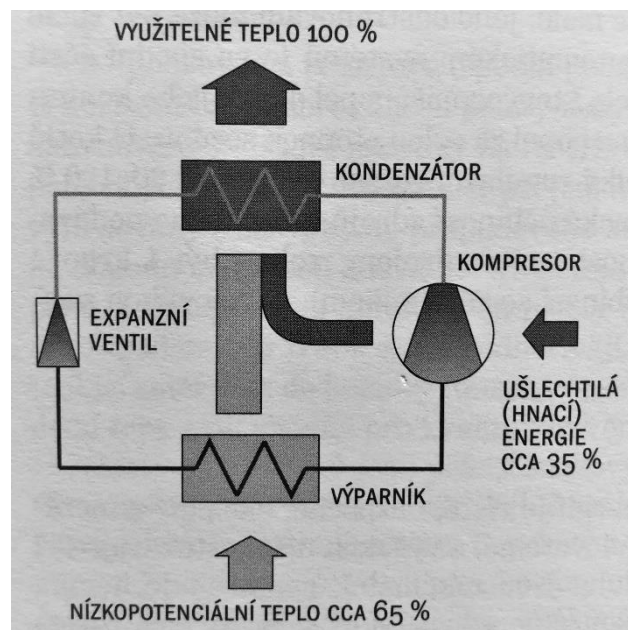 VYUŽITELNÉ TEPLO 100 %
KONDENZÁTOR
KOMPRESOR
EXPANZNÍ
VENTIL
UŠLECHTILÁ
(HNACÍ)
ENERGIE
CCA 35 %
VÝPARNÍK
NÍZKOPOTENCIÁLNÍ TEPLO CCA 65 %